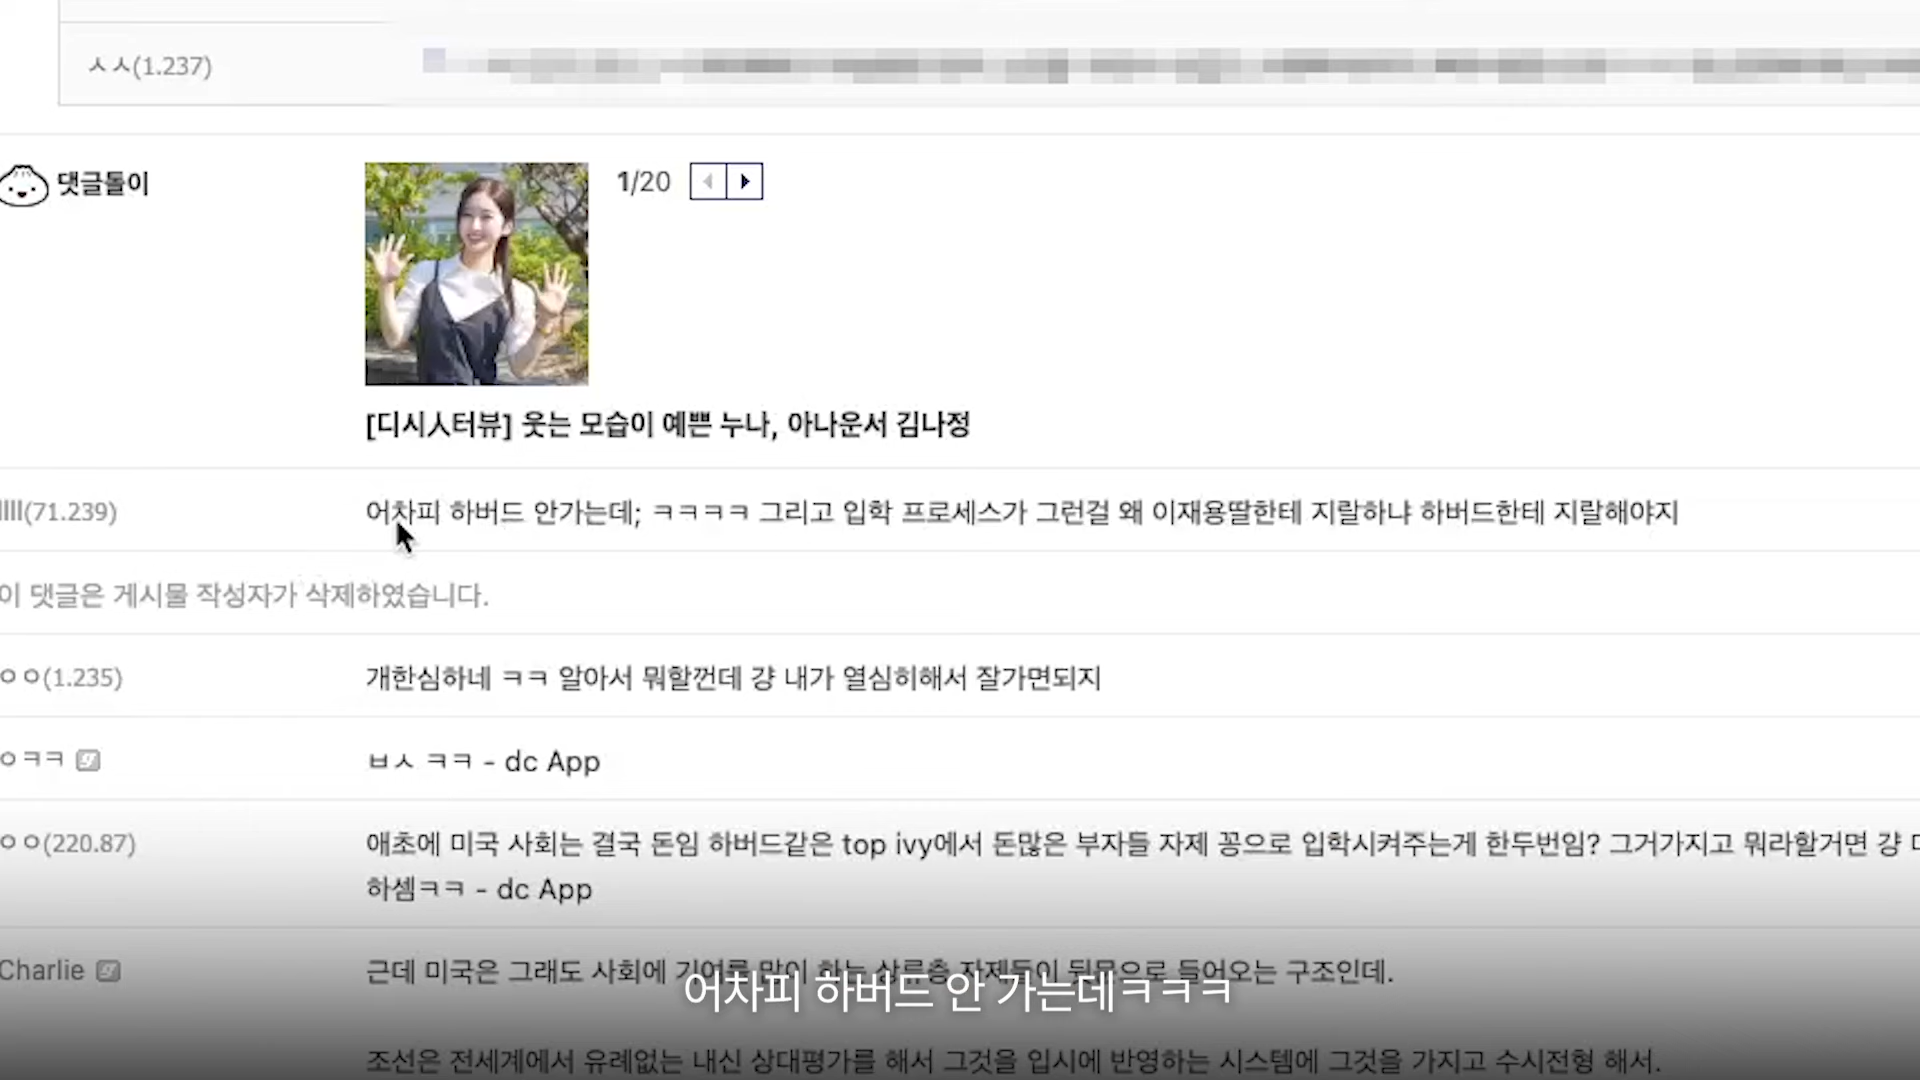 ㅅㅅ(1.237)
댓글돌이
1/20
[디시人터뷰] 웃는 모습이 예쁜 누나, 아나운서 김나정
llll(71.239)
어차피 하버드 안가는데; ㅋㅋㅋㅋ 그리고 입학 프로세스가 그런걸 왜 이재용딸한테 지랄하냐 하버드한테 지랄해야지
이 댓글은 게시물 작성자가 삭제하였습니다.
ㅇㅇ(1.235)
개한심하네 ㅋㅋ 알아서 뭐할껀데 걍 내가 열심히해서 잘가면되지
ㅇㅋㅋ
ㅂㅅ ㅋㅋ - dc App
ㅇㅇ(220.87)
애초에 미국 사회는 결국 돈임 하버드같은 top ivy에서 돈많은 부자들 자제 꽁으로 입학시켜주는게 한두번임? 그거가지고 뭐라할거면 걍
하셈ㅋㅋ - dc App
Charlie
근데 미국은 그래도 사회에 기여를 많이 하는 상류층 자제들이 뒷문으로 들어오는 구조인데.
어차피 하버드 안 가는데ㅋㅋㅋ
조선은 전세계에서 유례없는 내신 상대평가를 해서 그것을 입시에 반영하는 시스템에 그것을 가지고 수시전형 해서.